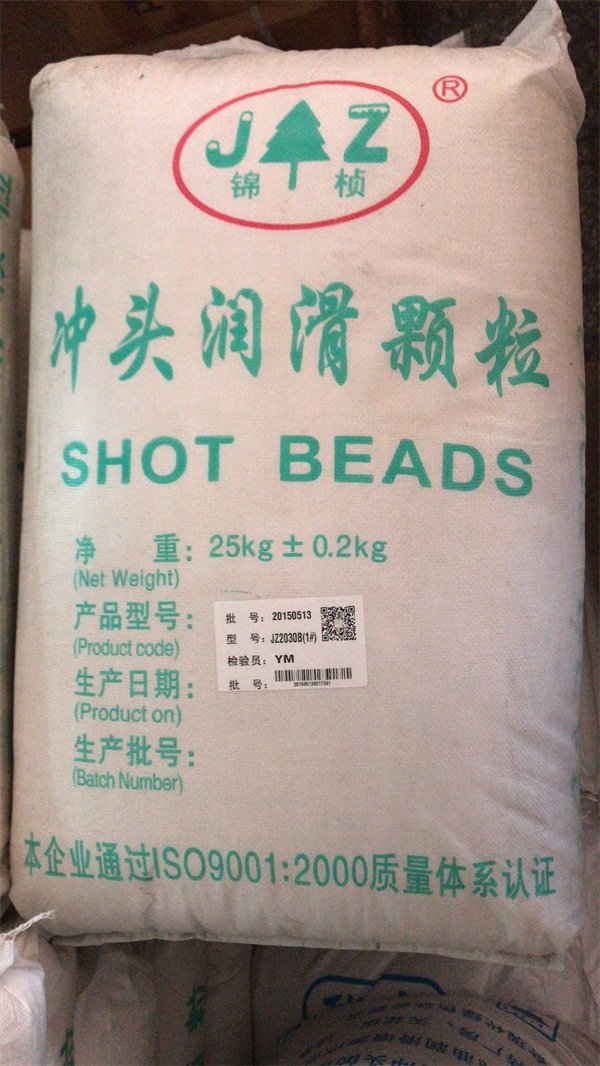 JZ ®
锦 桢
冲头润滑颗粒
SHOT BEADS
净 重：25kg±0.2kg
(Net Weight)
产品型号：
(Product code)
生产日期：
(Product on)
生产批号：
(Batch Number)
批 号：20150513
型 号：JZ2030B(1#)
检验员：YM
批 号：
本企业通过ISO9001:2000质量体系认证
JZ